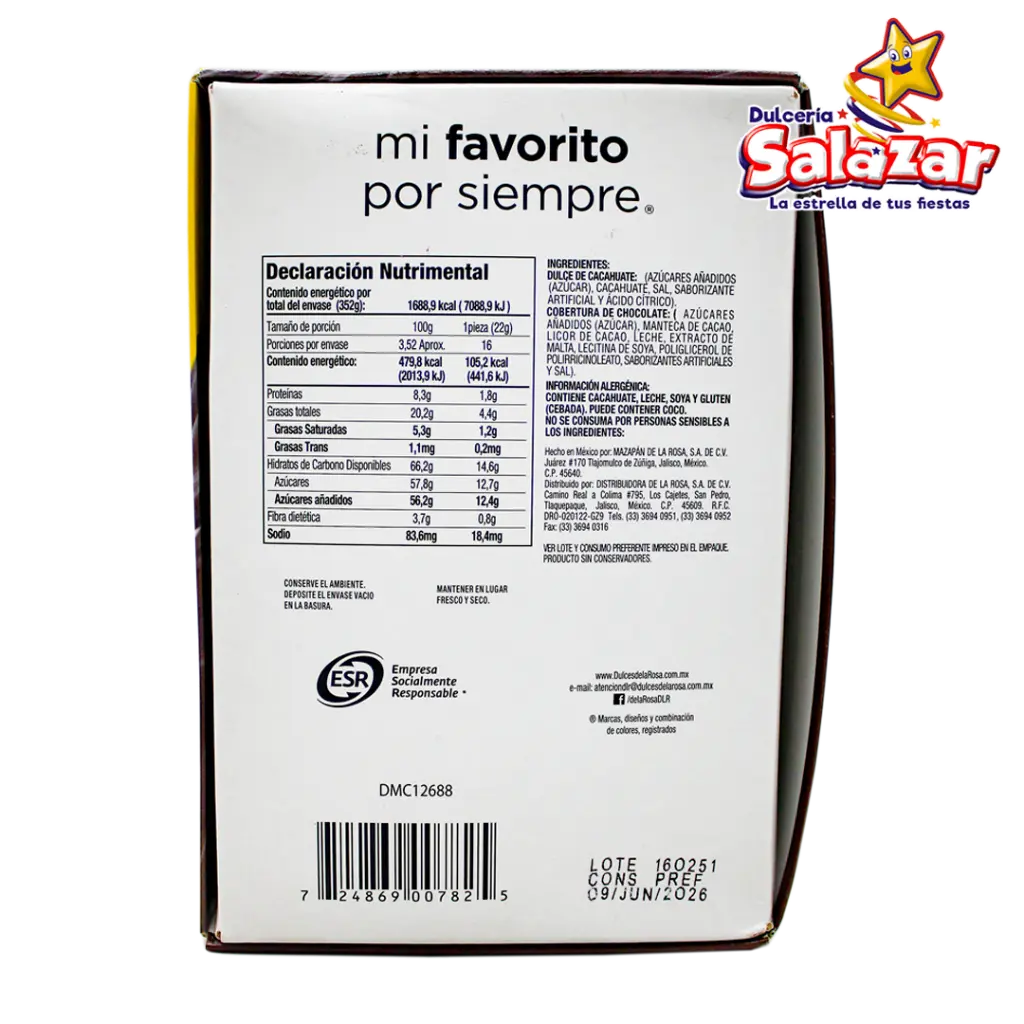 Dulcería
Salazar
La estrella de tus fiestas
mi favorito
por siempre®
Declaración Nutrimental
Contenido energético por
total del envase (352g): 1688,9 kcal ( 7088,9 kJ )
Tamaño de porción 100g 1pieza (22g)
Porciones por envase 3,52 Aprox. 16
Contenido energético: 479,8 kcal 105,2 kcal
(2013,9 kJ) (441,6 kJ)
Proteínas 8,3g 1,8g
Grasas totales 20,2g 4,4g
Grasas Saturadas 5,3g 1,2g
Grasas Trans 1,1mg 0,2mg
Hidratos de Carbono Disponibles 66,2g 14,6g
Azúcares 57,8g 12,7g
Azúcares añadidos 56,2g 12,4g
Fibra dietética 3,7g 0,8g
Sodio 83,6mg 18,4mg
INGREDIENTES:
DULCE DE CACAHUATE: (AZÚCARES AÑADIDOS
(AZÚCAR), CACAHUATE, SAL, SABORIZANTE
ARTIFICIAL Y ÁCIDO CÍTRICO).
COBERTURA DE CHOCOLATE: ( AZÚCARES
AÑADIDOS (AZÚCAR), MANTECA DE CACAO,
LICOR DE CACAO, LECHE, EXTRACTO DE
MALTA, LECITINA DE SOYA, POLIGLICEROL DE
POLIRRICINOLEATO, SABORIZANTES ARTIFICIALES
Y SAL).
INFORMACIÓN ALERGÉNICA:
CONTIENE CACAHUATE, LECHE, SOYA Y GLUTEN
(CEBADA). PUEDE CONTENER COCO.
NO SE CONSUMA POR PERSONAS SENSIBLES A
LOS INGREDIENTES:
Hecho en México por: MAZAPÁN DE LA ROSA, S.A. DE C.V.
Juárez #170 Tlajomulco de Zúñiga, Jalisco, México.
C.P. 45640.
Distribuido por: DISTRIBUIDORA DE LA ROSA, S.A. DE C.V.
Camino Real a Colima #795, Los Cajetes, San Pedro,
Tlaquepaque, Jalisco, México. C.P. 45609. R.F.C.
DRO-020122-GZ9 Tels. (33) 3694 0951, (33) 3694 0952
Fax: (33) 3694 0316
VER LOTE Y CONSUMO PREFERENTE IMPRESO EN EL EMPAQUE.
PRODUCTO SIN CONSERVADORES.
CONSERVE EL AMBIENTE.
DEPOSITE EL ENVASE VACIO
EN LA BASURA.
MANTENER EN LUGAR
FRESCO Y SECO.
ESR
Empresa
Socialmente
Responsable
www.DulcesdelaRosa.com.mx
e-mail: atenciondlr@dulcesdelarosa.com.mx
/delaRosaDLR
® Marcas, diseños y combinación
de colores, registrados
DMC12688
7 24869 00782 5
LOTE 160251
CONS PREF
09/JUN/2026